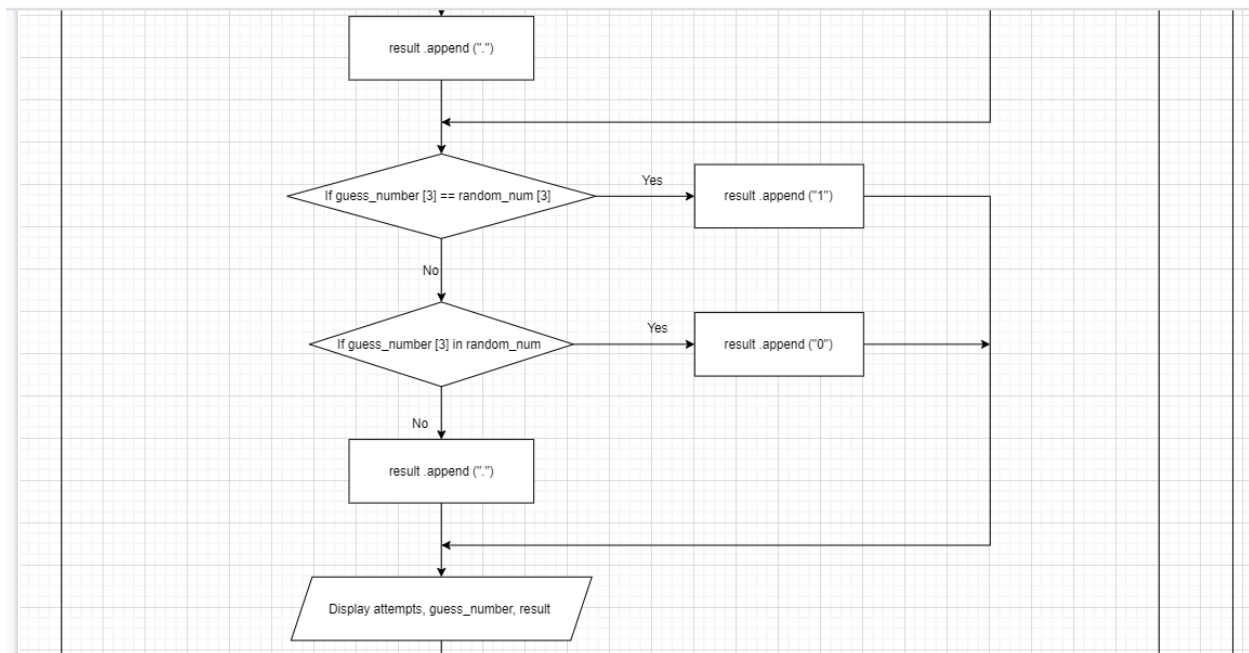 result .append (".")
If guess_number [3] == random_num [3]
Yes
result .append ("1")
No
If guess_number [3] in random_num
Yes
result .append ("0")
No
result .append (".")
Display attempts, guess_number, result